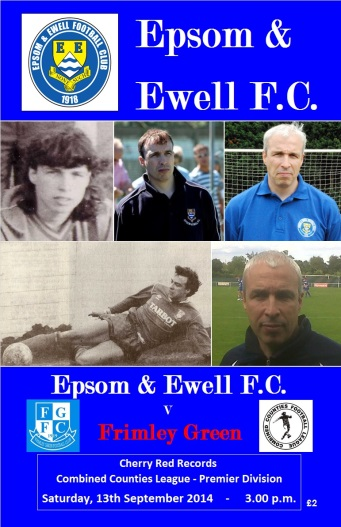 Epsom &
Ewell F.C.
EPSOM & EWELL FOOTBALL CLUB
E E
1918
TALBOT
Epsom & Ewell F.C.
v
Frimley Green
FG
FC
COMBINED COUNTIES FOOTBALL LEAGUE
Cherry Red Records
Combined Counties League - Premier Division
Saturday, 13th September 2014 - 3.00 p.m.
£2